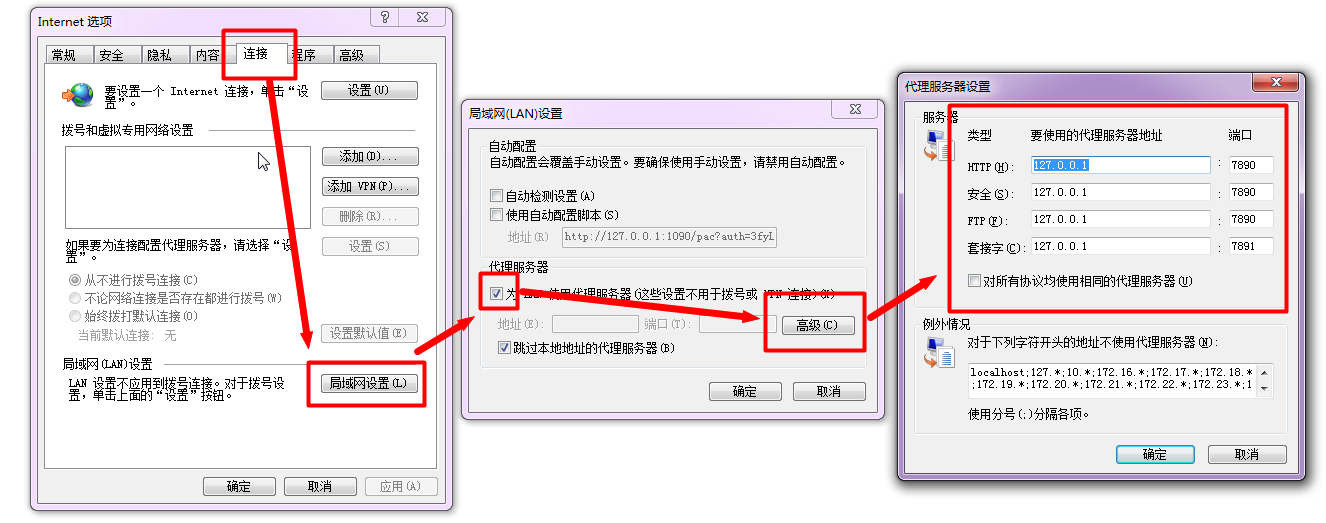 Internet 选项
常规 安全 隐私 内容 连接 程序 高级
要设置一个 Internet 连接，单击“设
置”。
设置(U)
拨号和虚拟专用网络设置
添加(D)...
添加 VPN(P)...
删除(R)...
如果要为连接配置代理服务器，请选择“设
置”。
设置(S)
从不进行拨号连接(C)
不论网络连接是否存在都进行拨号(W)
始终拨打默认连接(O)
当前默认连接： 无
设置默认值(E)
局域网(LAN)设置
LAN 设置不应用到拨号连接。对于拨号设
置，单击上面的“设置”按钮。
局域网设置(L)
确定 取消 应用(A)
局域网(LAN)设置
自动配置
自动配置会覆盖手动设置。要确保使用手动设置，请禁用自动配置。
自动检测设置(A)
使用自动配置脚本(S)
地址(R) http://127.0.0.1:1090/pac?auth=3fyL
代理服务器
为 LAN 使用代理服务器(这些设置不用于拨号或 VPN 连接)(X)
地址(E): 端口(T): 高级(C)
跳过本地地址的代理服务器(B)
确定 取消
代理服务器设置
服务器
类型 要使用的代理服务器地址 端口
HTTP(H): 127.0.0.1 : 7890
安全(S): 127.0.0.1 : 7890
FTP(F): 127.0.0.1 : 7890
套接字(C): 127.0.0.1 : 7891
对所有协议均使用相同的代理服务器(U)
例外情况
对于下列字符开头的地址不使用代理服务器(N):
localhost;127.*;10.*;172.16.*;172.17.*;172.18.*
;172.19.*;172.20.*;172.21.*;172.22.*;172.23.*;1
使用分号(;)分隔各项。
确定 取消